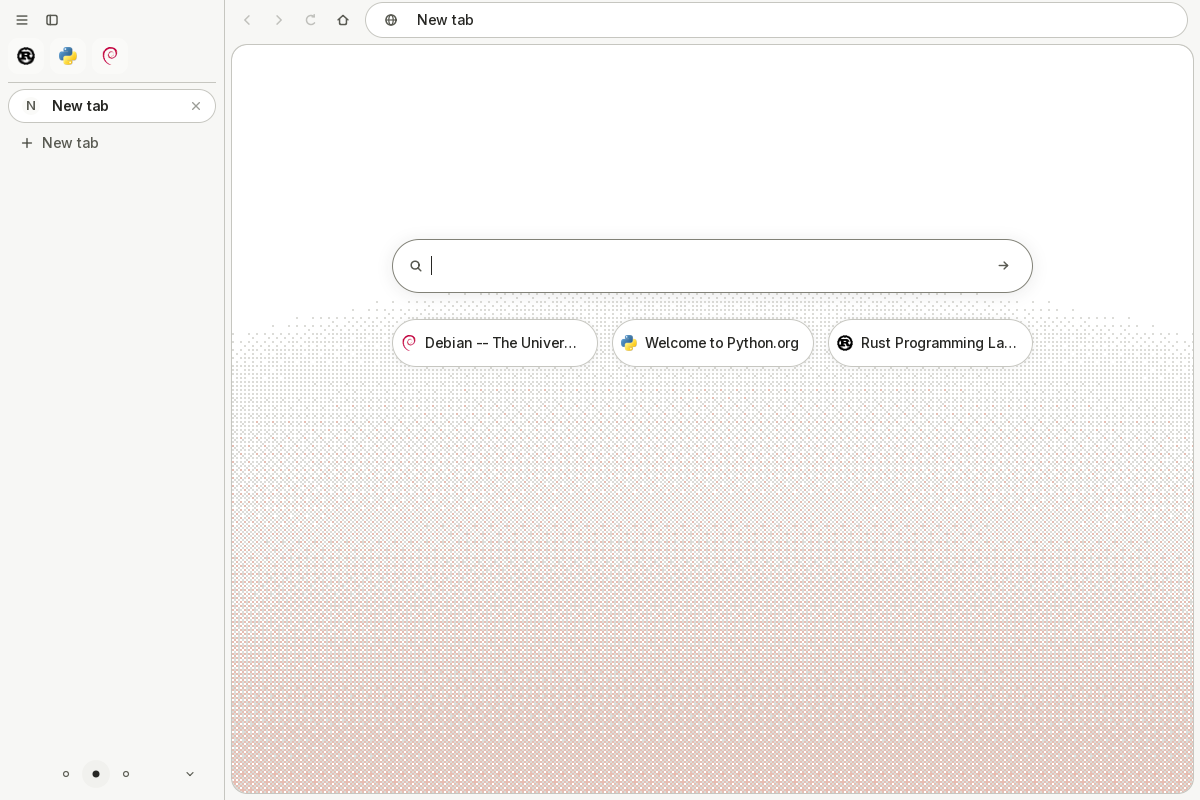 New tab
N New tab
New tab
Debian -- The Univer…
Welcome to Python.org
Rust Programming La…